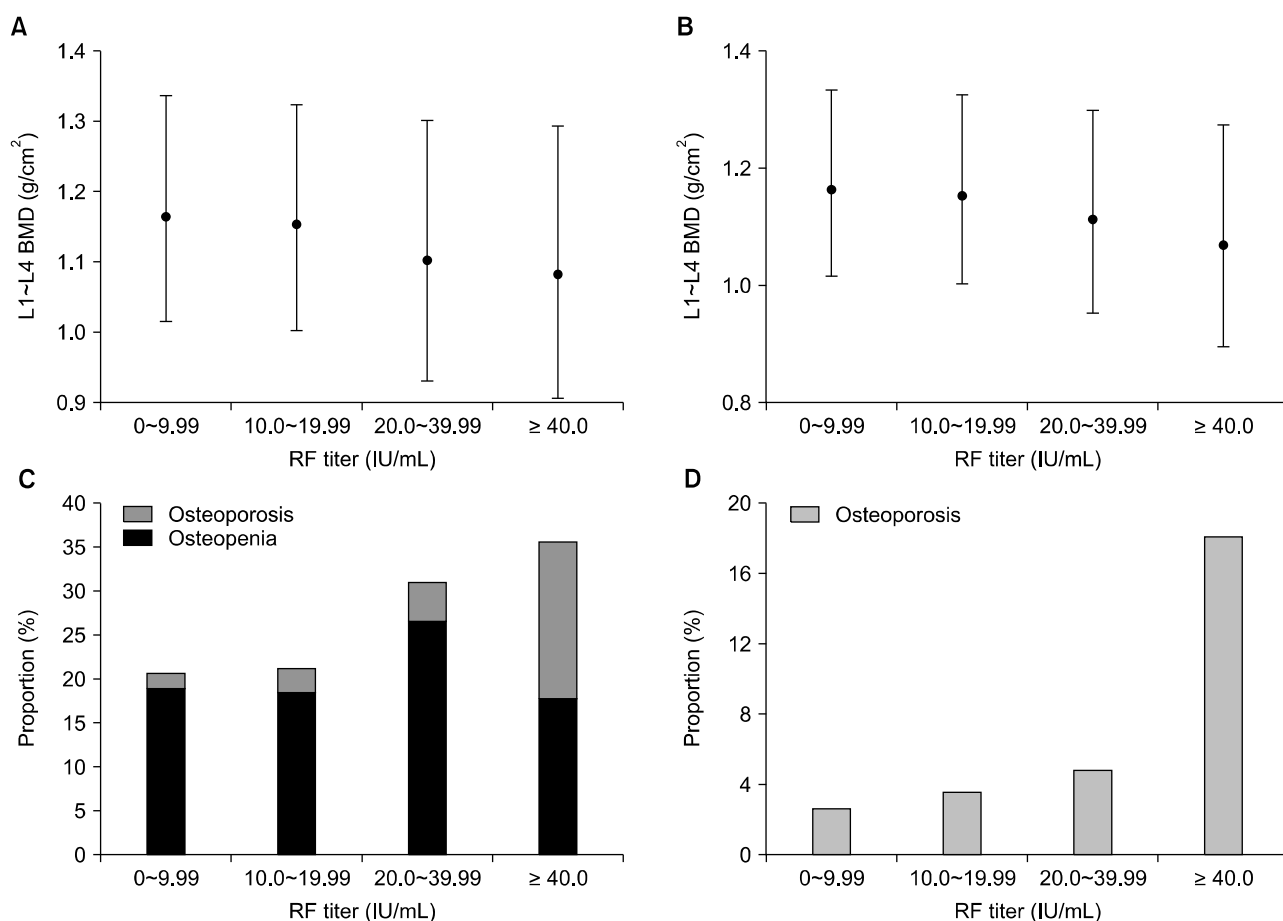 A
1.4
1.3
1.2
1.1
1.0
0.9
L1~L4 BMD (g/cm²)
0~9.99 10.0~19.99 20.0~39.99 ≥ 40.0
RF titer (IU/mL)
B
1.4
1.2
1.0
0.8
L1~L4 BMD (g/cm²)
0~9.99 10.0~19.99 20.0~39.99 ≥ 40.0
RF titer (IU/mL)
C
40
35
30
25
20
15
10
5
0
Proportion (%)
Osteoporosis
Osteopenia
0~9.99 10.0~19.99 20.0~39.99 ≥ 40.0
RF titer (IU/mL)
D
20
16
12
8
4
0
Proportion (%)
Osteoporosis
0~9.99 10.0~19.99 20.0~39.99 ≥ 40.0
RF titer (IU/mL)